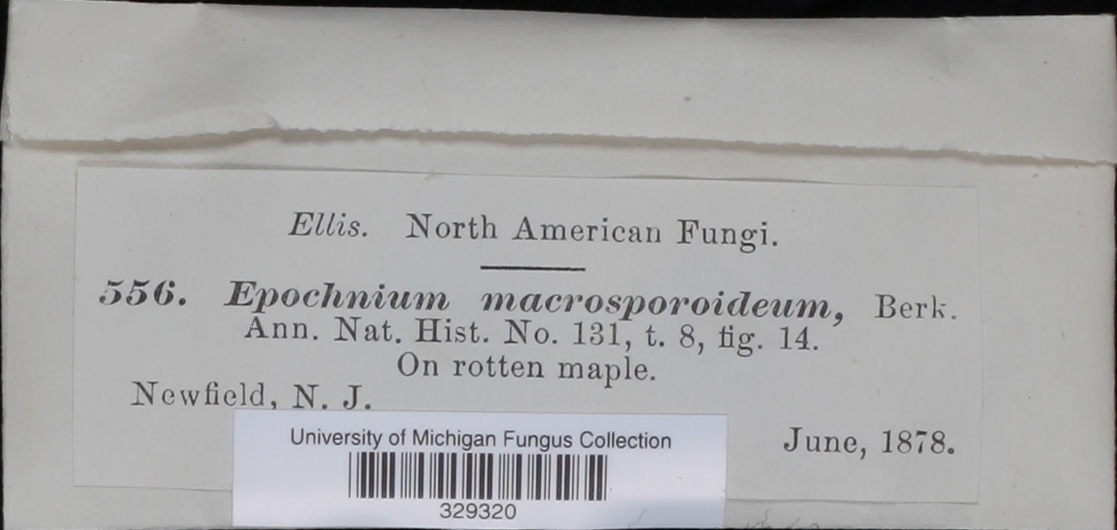 Ellis. North American Fungi.
556. Epochnium macrosporoideum, Berk.
Ann. Nat. Hist. No. 131, t. 8, fig. 14.
On rotten maple.
Newfield, N. J.
June, 1878.
University of Michigan Fungus Collection
329320